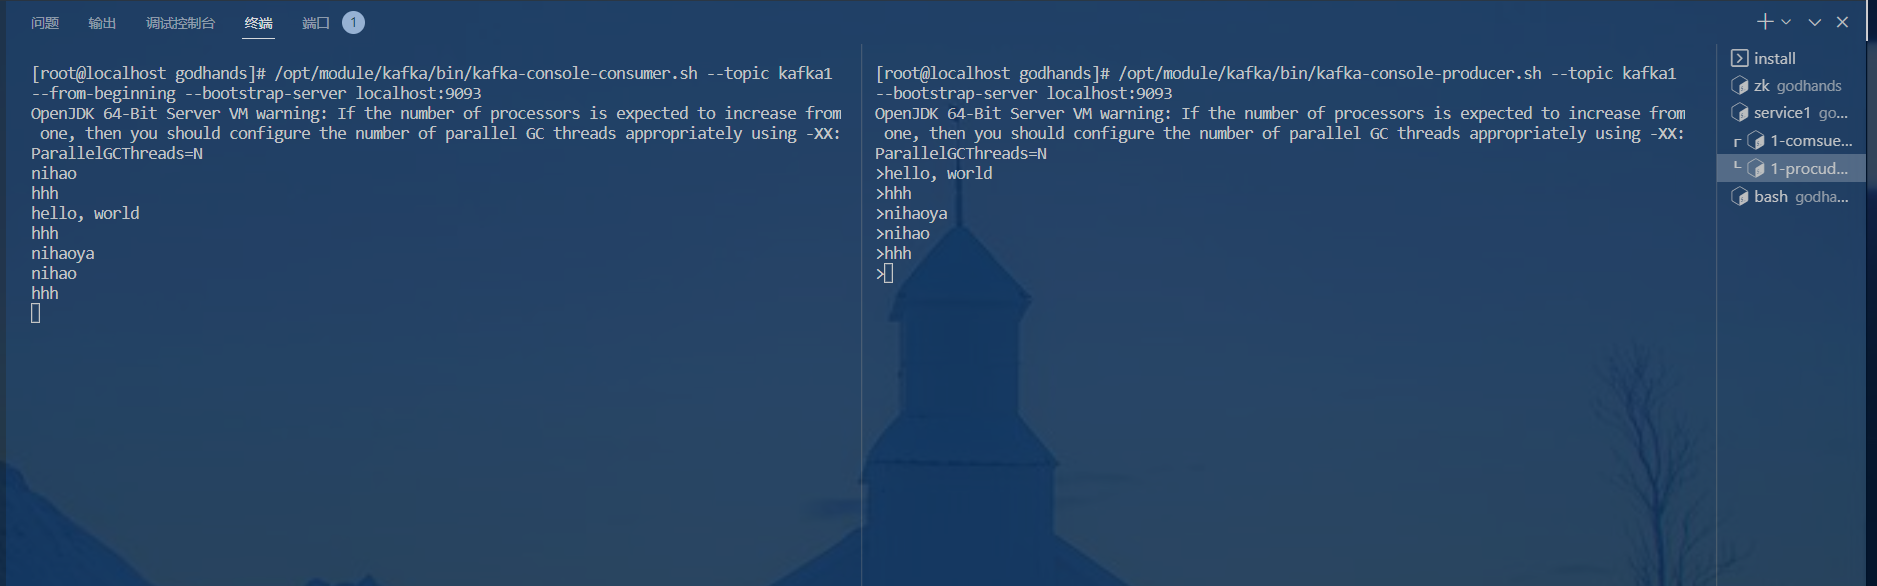 问题 输出 调试控制台 终端 端口 1
[root@localhost godhands]# /opt/module/kafka/bin/kafka-console-consumer.sh --topic kafka1
--from-beginning --bootstrap-server localhost:9093
OpenJDK 64-Bit Server VM warning: If the number of processors is expected to increase from
one, then you should configure the number of parallel GC threads appropriately using -XX:
ParallelGCThreads=N
nihao
hhh
hello, world
hhh
nihaoya
nihao
hhh
[root@localhost godhands]# /opt/module/kafka/bin/kafka-console-producer.sh --topic kafka1
--bootstrap-server localhost:9093
OpenJDK 64-Bit Server VM warning: If the number of processors is expected to increase from
one, then you should configure the number of parallel GC threads appropriately using -XX:
ParallelGCThreads=N
>hello, world
>hhh
>nihaoya
>nihao
>hhh
>
install
zk godhands
service1 go...
1-comsue...
1-procud...
bash godha...